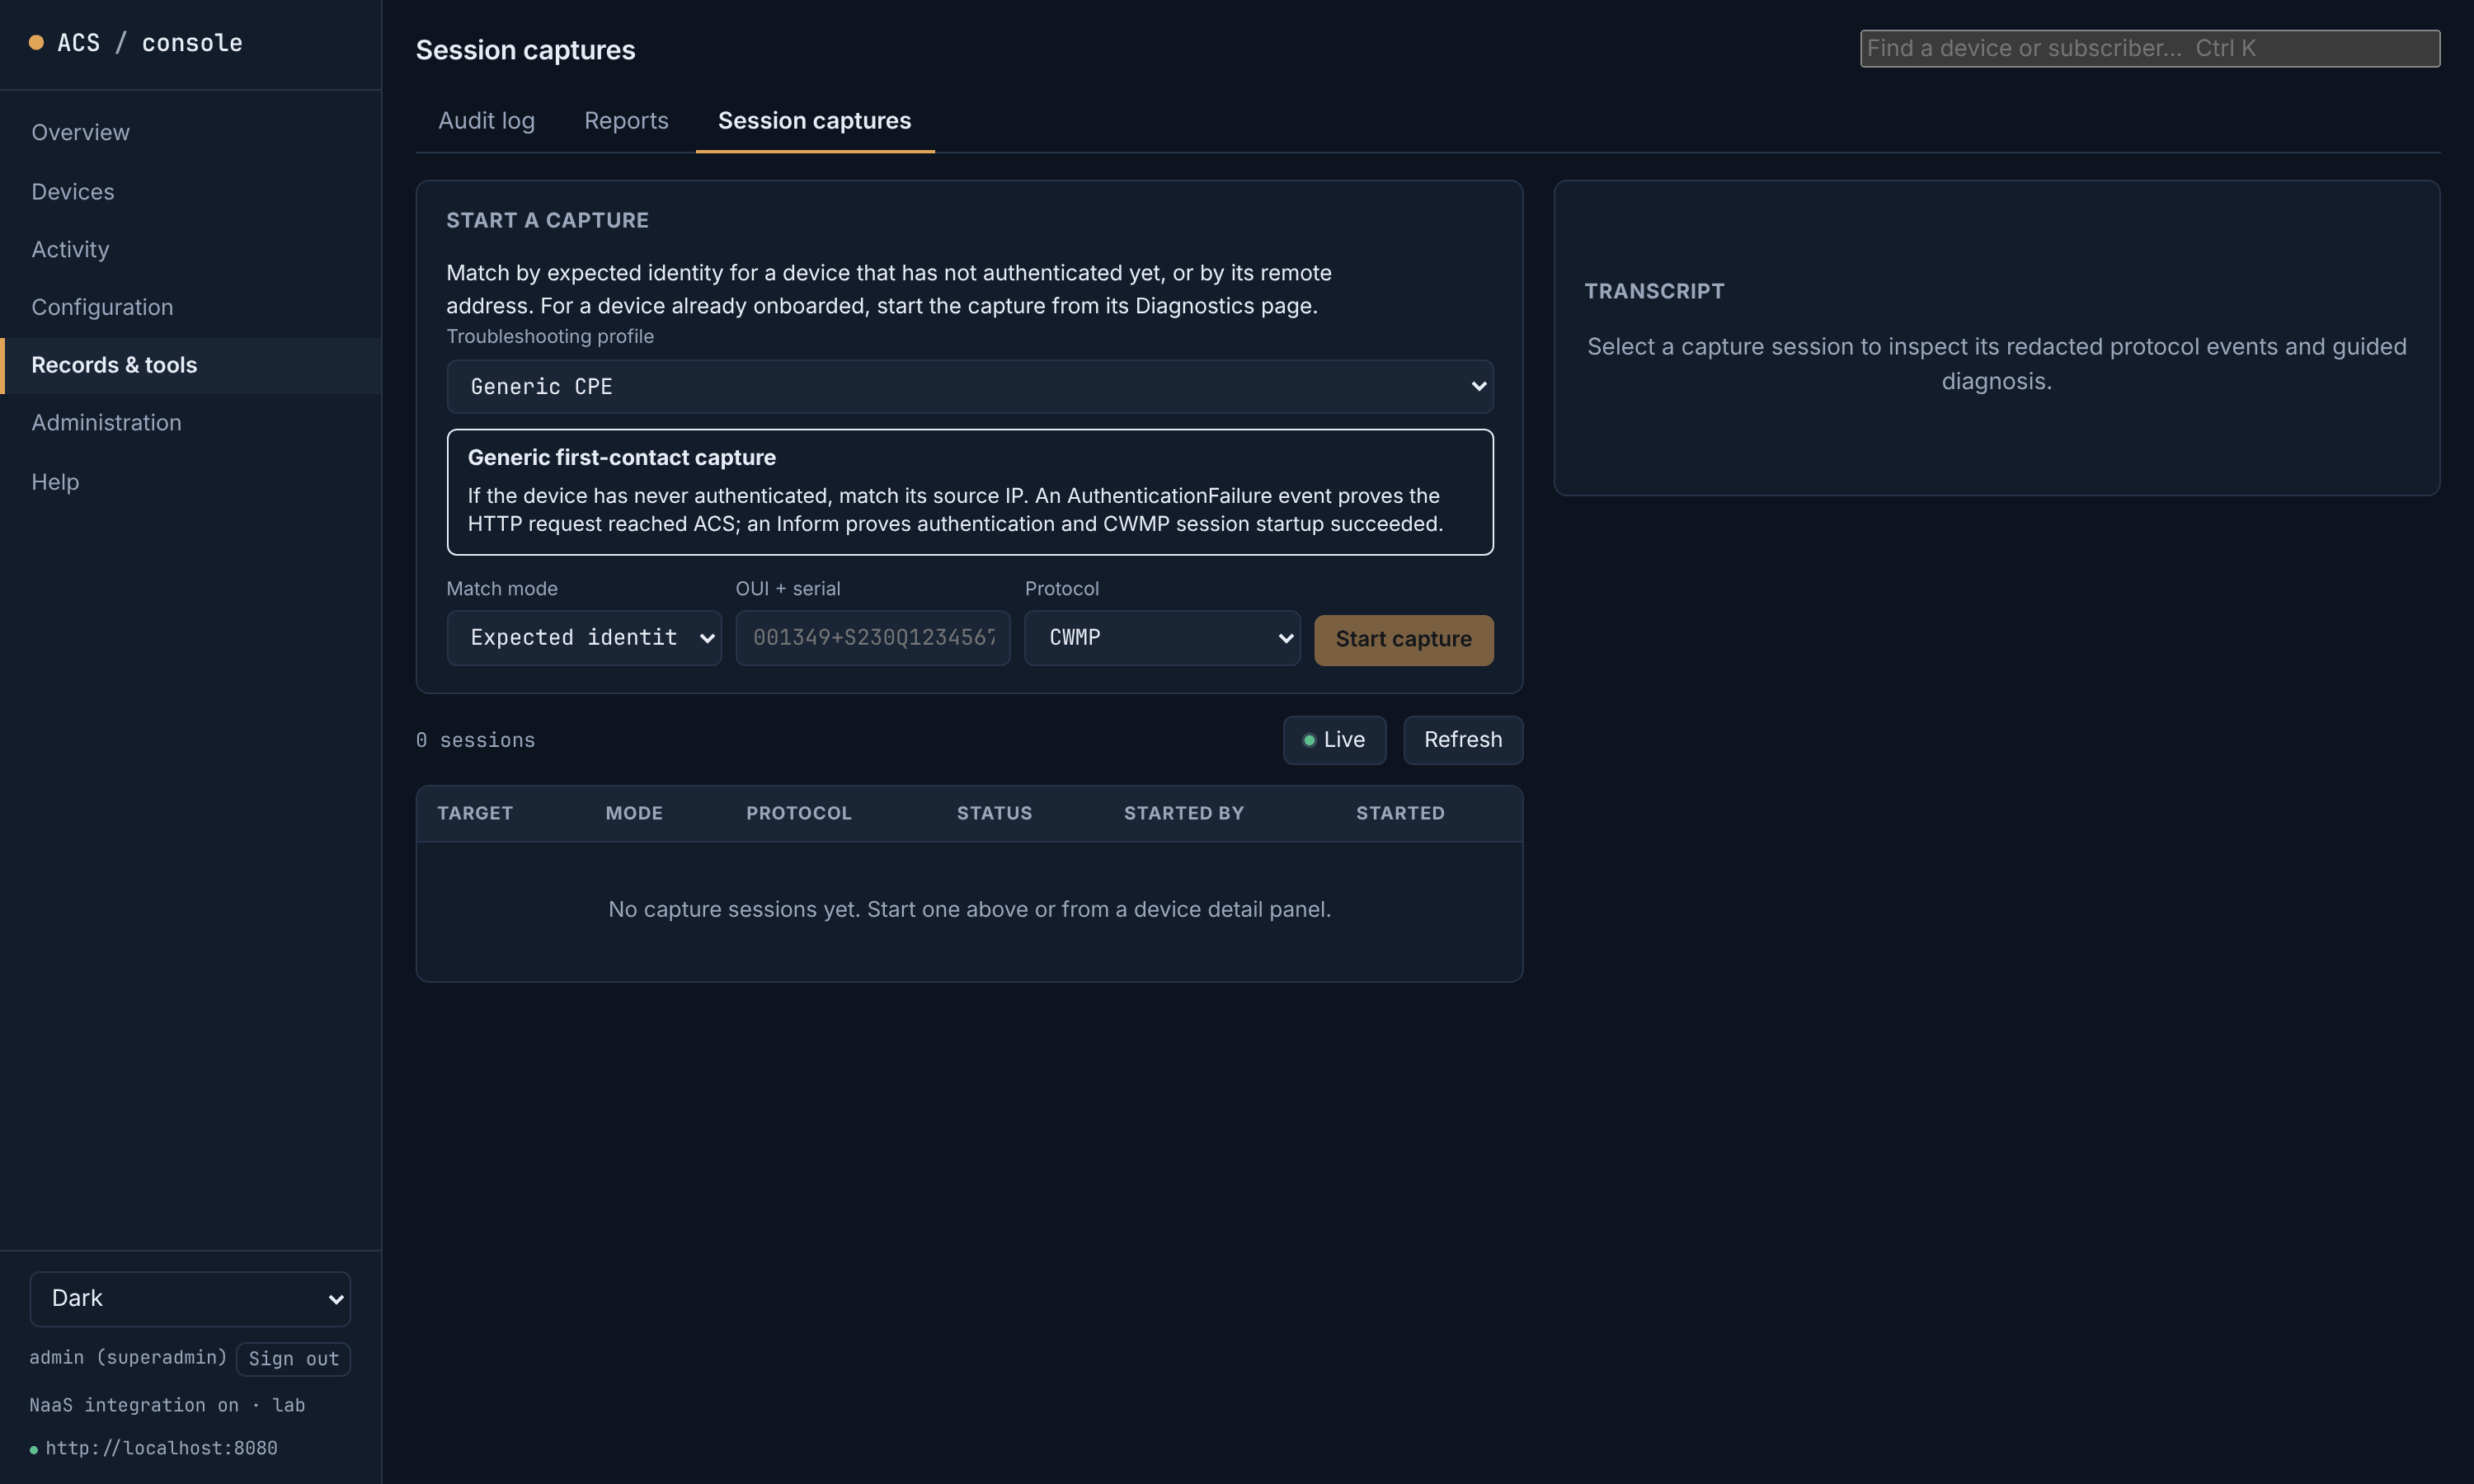 ACS / console
Overview
Devices
Activity
Configuration
Records & tools
Administration
Help
Dark
admin (superadmin)
Sign out
NaaS integration on · lab
http://localhost:8080
Session captures
Find a device or subscriber... Ctrl K
Audit log
Reports
Session captures
START A CAPTURE
Match by expected identity for a device that has not authenticated yet, or by its remote
address. For a device already onboarded, start the capture from its Diagnostics page.
Troubleshooting profile
Generic CPE
Generic first-contact capture
If the device has never authenticated, match its source IP. An AuthenticationFailure event proves the
HTTP request reached ACS; an Inform proves authentication and CWMP session startup succeeded.
Match mode
OUI + serial
Protocol
Expected identit
001349+S230Q1234567
CWMP
Start capture
0 sessions
Live
Refresh
TARGET
MODE
PROTOCOL
STATUS
STARTED BY
STARTED
No capture sessions yet. Start one above or from a device detail panel.
TRANSCRIPT
Select a capture session to inspect its redacted protocol events and guided
diagnosis.